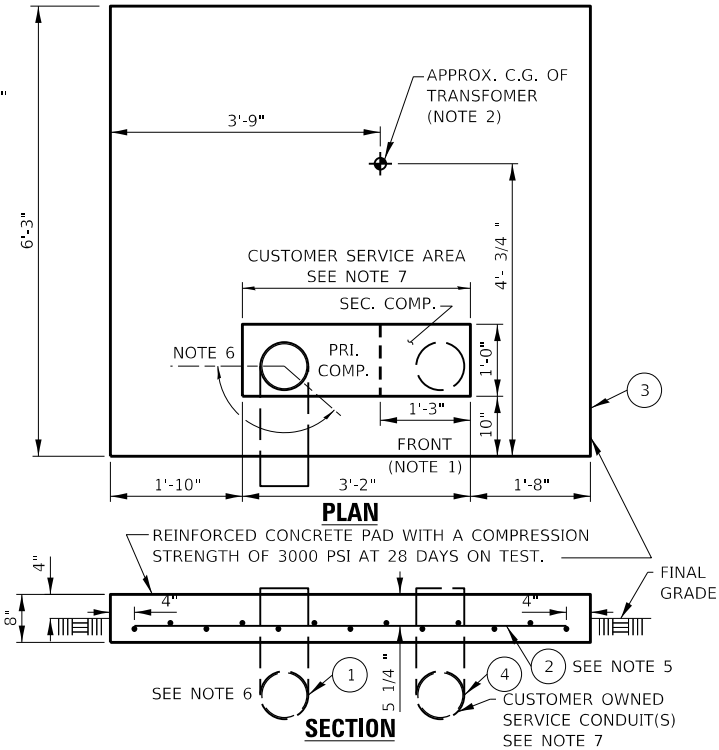 "
APPROX. C.G. OF
TRANSFOMER
(NOTE 2)
3'-9"
6'-3"
4'- 3/4 "
CUSTOMER SERVICE AREA
SEE NOTE 7
SEC. COMP.
NOTE 6
PRI.
COMP.
1'-0"
3
1'-3"
10"
FRONT
(NOTE 1)
1'-10"
3'-2"
1'-8"
PLAN
REINFORCED CONCRETE PAD WITH A COMPRESSION
STRENGTH OF 3000 PSI AT 28 DAYS ON TEST.
4"
8"
4"
4"
FINAL
GRADE
5 1/4 "
2
SEE NOTE 5
1
4
SEE NOTE 6
CUSTOMER OWNED
SERVICE CONDUIT(S)
SEE NOTE 7
SECTION